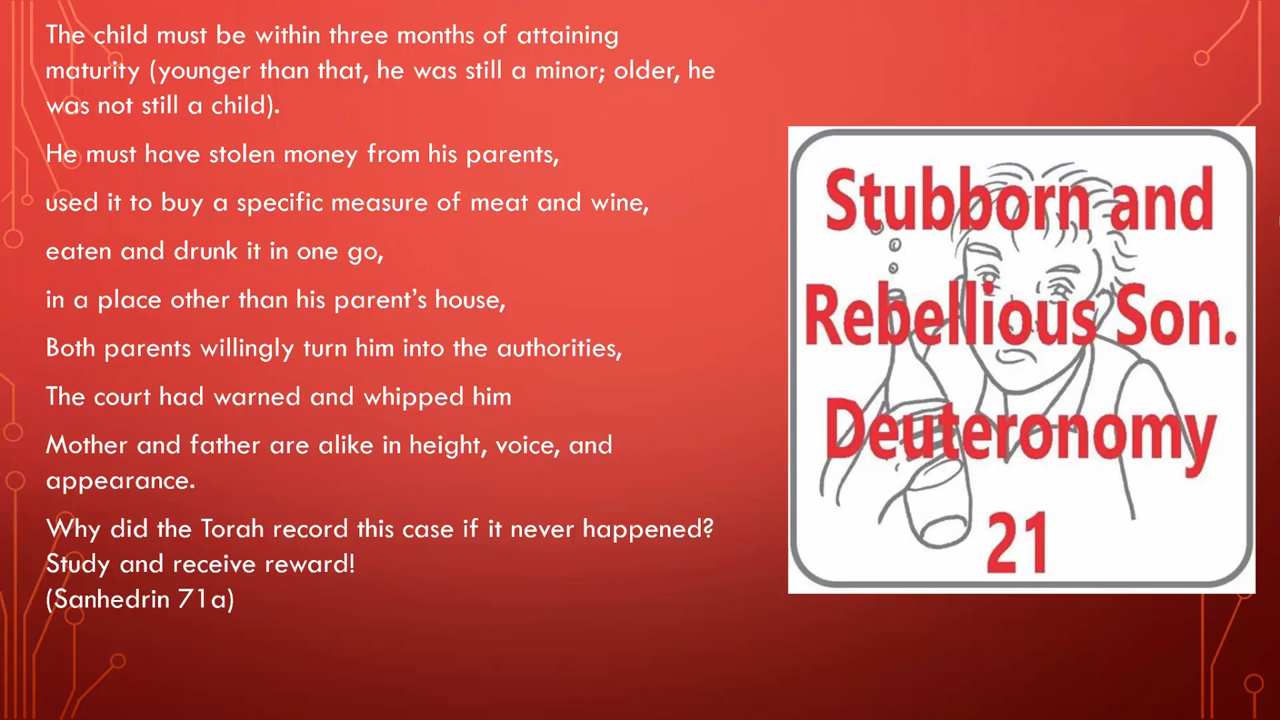 The child must be within three months of attaining
maturity (younger than that, he was still a minor; older, he
was not still a child).
He must have stolen money from his parents,
used it to buy a specific measure of meat and wine,
eaten and drunk it in one go,
in a place other than his parent’s house,
Both parents willingly turn him into the authorities,
The court had warned and whipped him
Mother and father are alike in height, voice, and
appearance.
Why did the Torah record this case if it never happened?
Study and receive reward!
(Sanhedrin 71a)
Stubborn and
Rebellious Son.
Deuteronomy
21